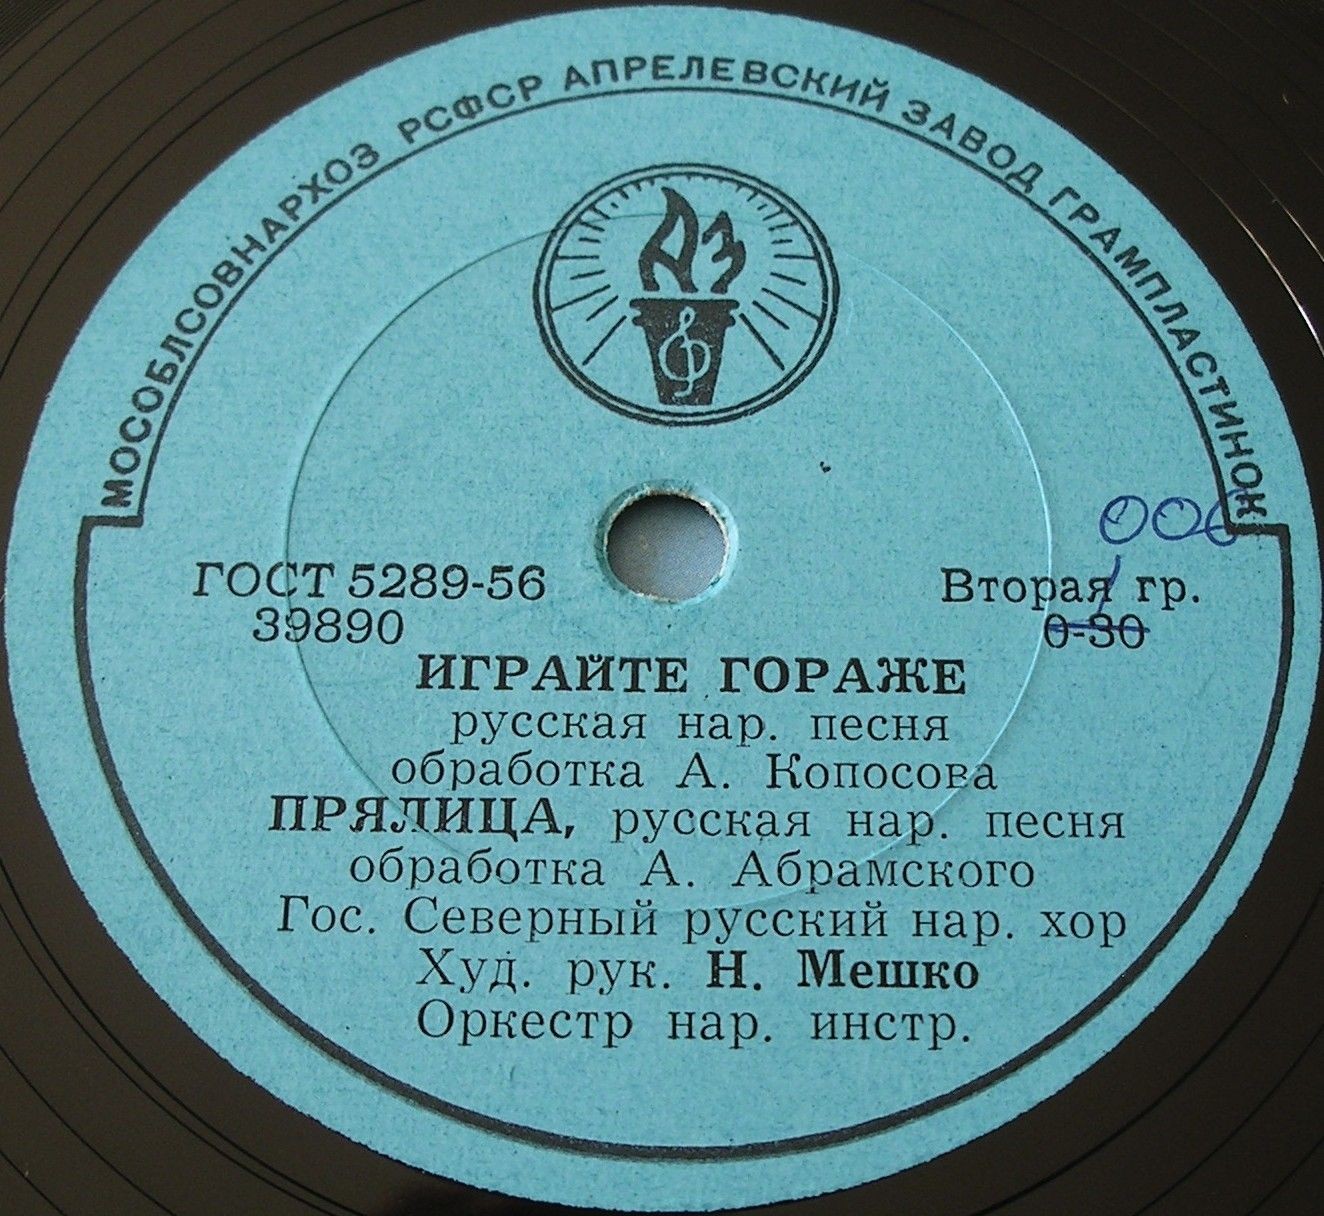 МОСОБЛСОВНАРХОЗ РСФСР АПРЕЛЕВСКИЙ ЗАВОД ГРАМПЛАСТИНОК
АЗ
ГОСТ 5289-56
39890
006
Вторая гр.
0-30
ИГРАЙТЕ ГОРАЖЕ
русская нар. песня
обработка А. Копосова
ПРЯЛИЦА, русская нар. песня
обработка А. Абрамского
Гос. Северный русский нар. хор
Худ. рук. Н. Мешко
Оркестр нар. инстр.